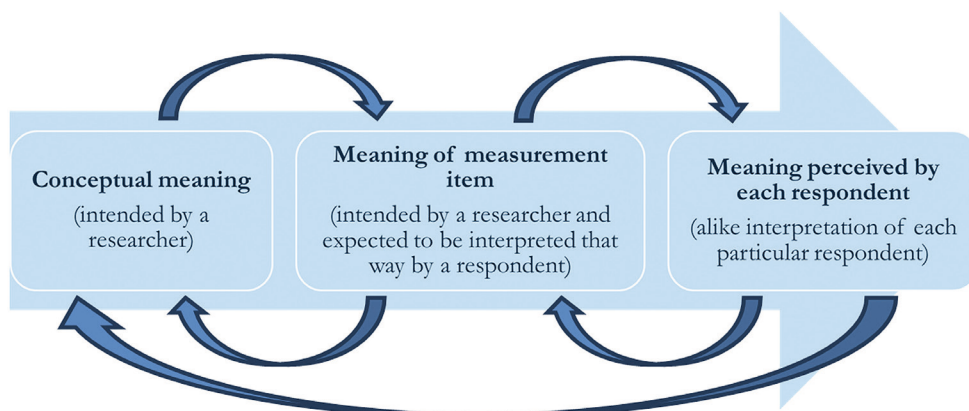 Conceptual meaning
(intended by a
researcher)
Meaning of measurement
item
(intended by a researcher and
expected to be interpreted that
way by a respondent)
Meaning perceived by
each respondent
(alike interpretation of each
particular respondent)